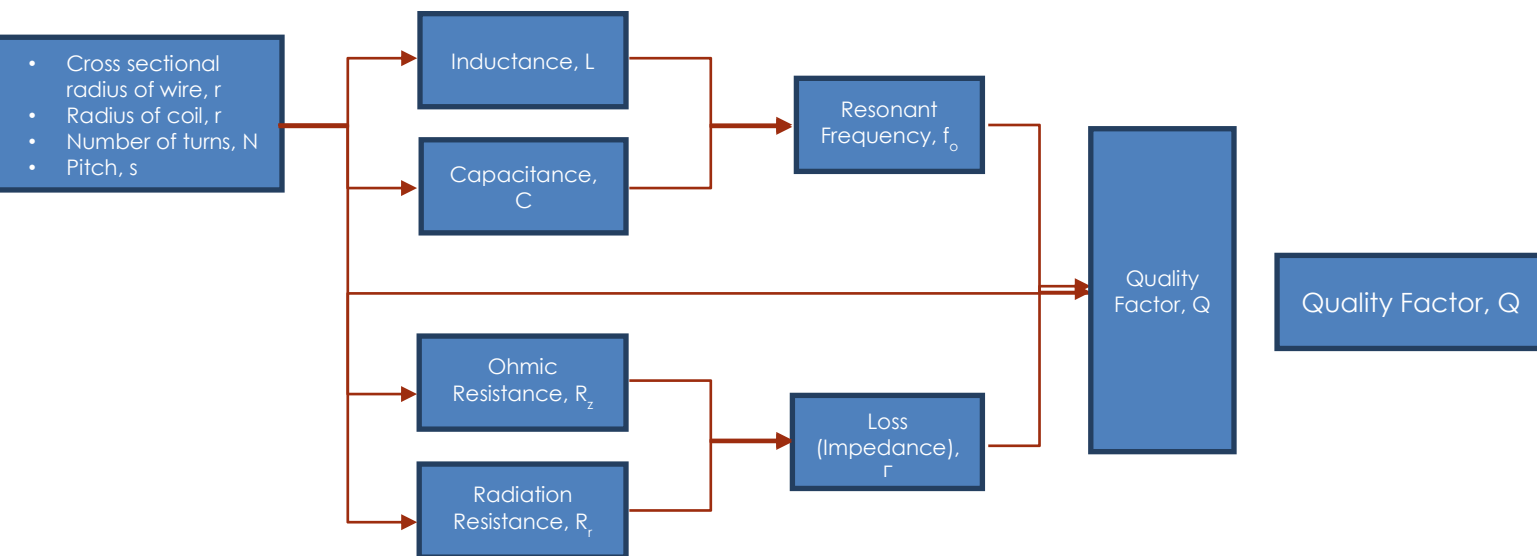 • Cross sectional
radius of wire, r
• Radius of coil, r
• Number of turns, N
• Pitch, s
Inductance, L
Capacitance,
C
Resonant
Frequency, fₒ
Ohmic
Resistance, R_z
Radiation
Resistance, Rᵣ
Loss
(Impedance),
Γ
Quality
Factor, Q
Quality Factor, Q